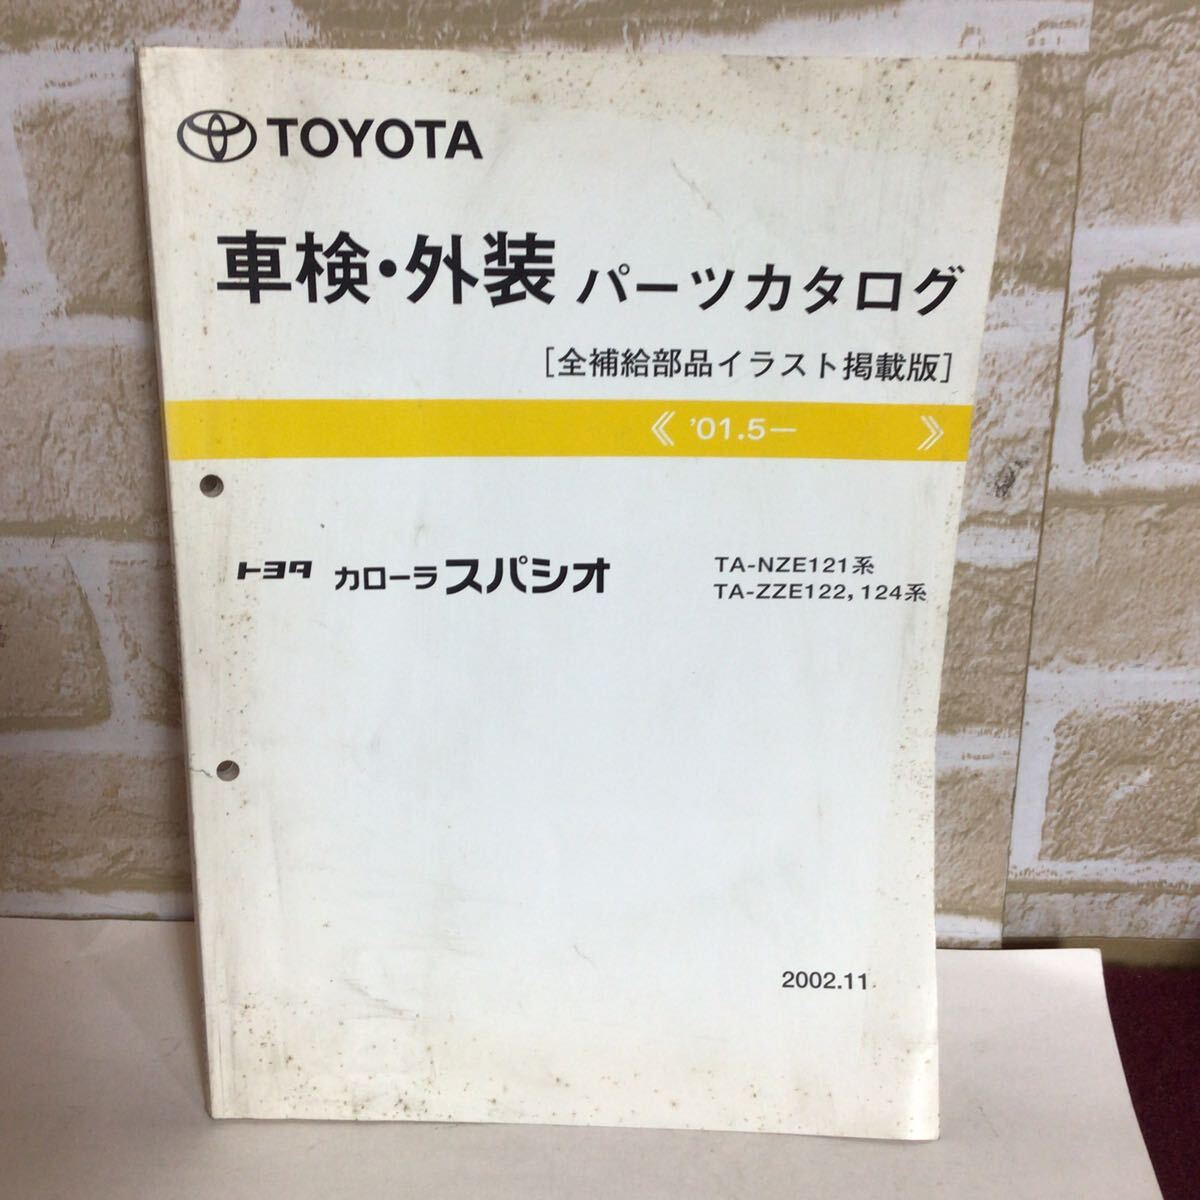 TOYOTA
車検・外装 パーツカタログ
[全補給部品イラスト掲載版]
《 '01.5— 》
トヨタ カローラ スパシオ
TA-NZE121系
TA-ZZE122, 124系
2002.11